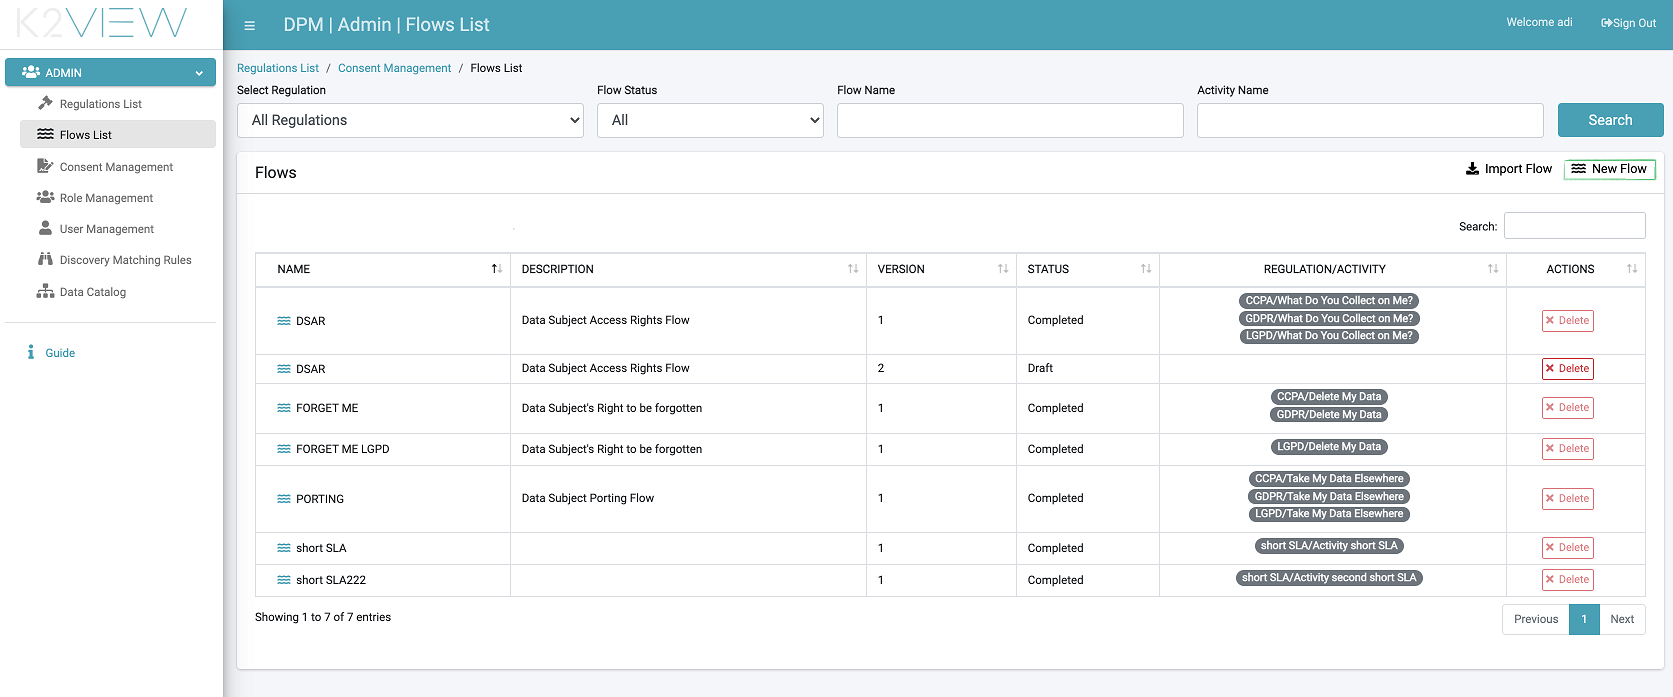 K2VIEW
DPM | Admin | Flows List
Welcome adi
Sign Out
ADMIN
Regulations List
Flows List
Consent Management
Role Management
User Management
Discovery Matching Rules
Data Catalog
Guide
Regulations List / Consent Management / Flows List
Select Regulation
Flow Status
Flow Name
Activity Name
All Regulations
All
Search
Flows
Import Flow
New Flow
Search:
NAME DESCRIPTION VERSION STATUS REGULATION/ACTIVITY ACTIONS
CCPA/What Do You Collect on Me?
DSAR Data Subject Access Rights Flow 1 Completed GDPR/What Do You Collect on Me? Delete
LGPD/What Do You Collect on Me?
DSAR Data Subject Access Rights Flow 2 Draft Delete
CCPA/Delete My Data
FORGET ME Data Subject's Right to be forgotten 1 Completed Delete
GDPR/Delete My Data
FORGET ME LGPD Data Subject's Right to be forgotten 1 Completed LGPD/Delete My Data Delete
CCPA/Take My Data Elsewhere
PORTING Data Subject Porting Flow 1 Completed GDPR/Take My Data Elsewhere Delete
LGPD/Take My Data Elsewhere
short SLA 1 Completed short SLA/Activity short SLA Delete
short SLA222 1 Completed short SLA/Activity second short SLA Delete
Showing 1 to 7 of 7 entries
Previous 1 Next